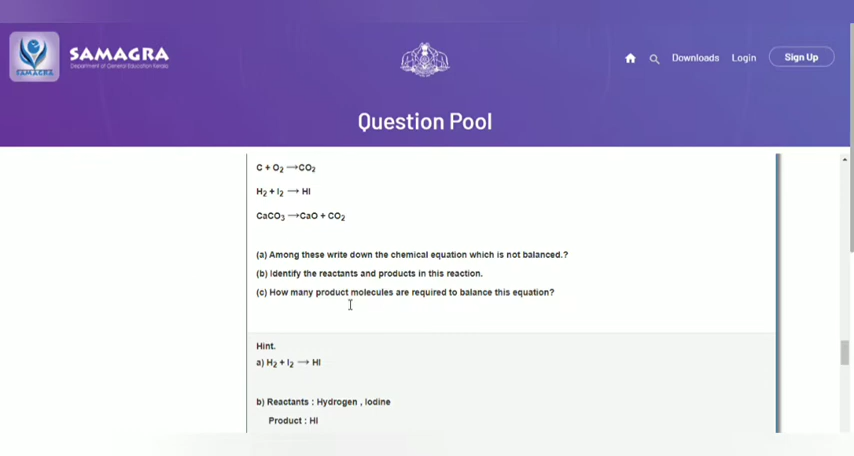 SAMAGRA
SAMAGRA
Department of General Education Kerala
Downloads
Login
Sign Up
Question Pool
C + O₂ →CO₂
H₂ + I₂ → HI
CaCO₃ →CaO + CO₂
(a) Among these write down the chemical equation which is not balanced.?
(b) Identify the reactants and products in this reaction.
(c) How many product molecules are required to balance this equation?
Hint.
a) H₂ + I₂ → HI
b) Reactants : Hydrogen , Iodine
Product : HI